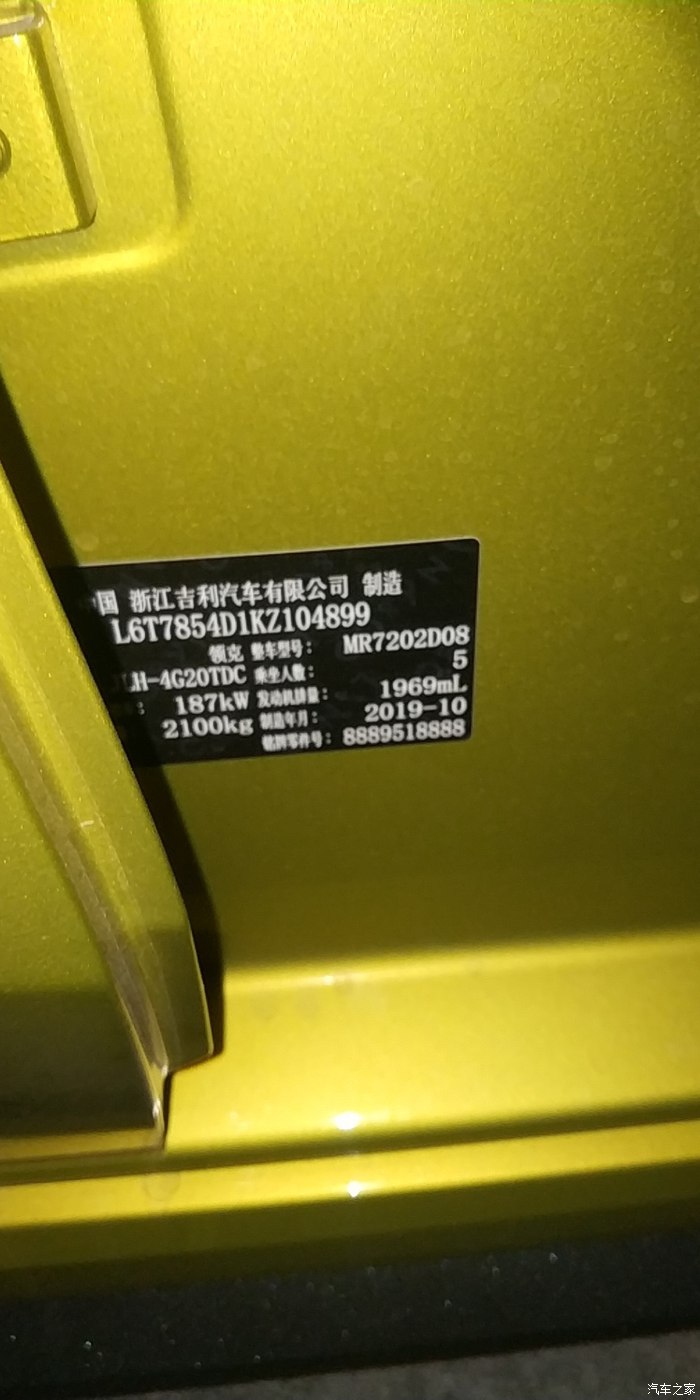 国 浙江吉利汽车有限公司 制造
L6T7854D1KZ104899
领克 整车型号: MR7202D08
LH-4G20TDC 乘坐人数: 5
: 187kW 发动机排量: 1969mL
2100kg 制造年月: 2019-10
铭牌零件号: 8889518888
汽车之家